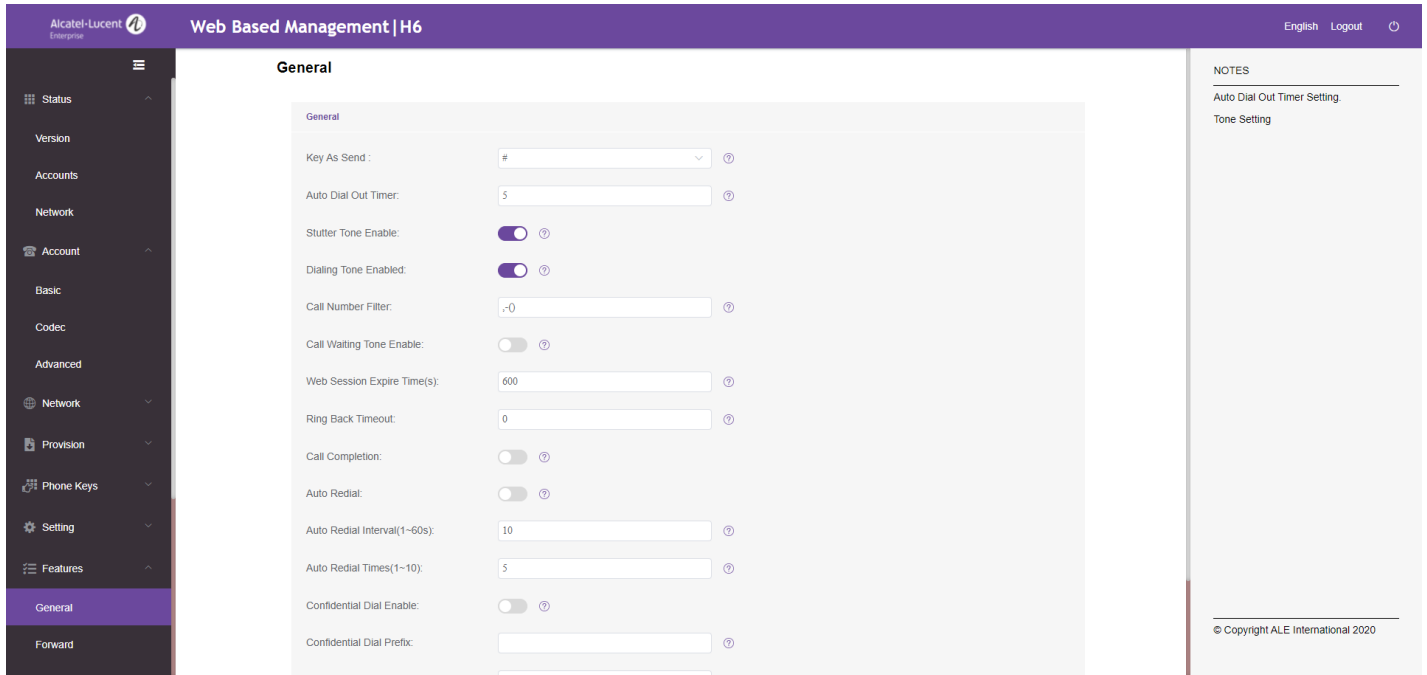 Alcatel·Lucent
Enterprise
Web Based Management|H6
English Logout
Status
Version
Accounts
Network
Account
Basic
Codec
Advanced
Network
Provision
Phone Keys
Setting
Features
General
Forward
General
General
Key As Send :
#
Auto Dial Out Timer:
5
Stutter Tone Enable:
Dialing Tone Enabled:
Call Number Filter:
,-()
Call Waiting Tone Enable:
Web Session Expire Time(s):
600
Ring Back Timeout:
0
Call Completion:
Auto Redial:
Auto Redial Interval(1~60s):
10
Auto Redial Times(1~10):
5
Confidential Dial Enable:
Confidential Dial Prefix:
NOTES
Auto Dial Out Timer Setting.
Tone Setting
© Copyright ALE International 2020